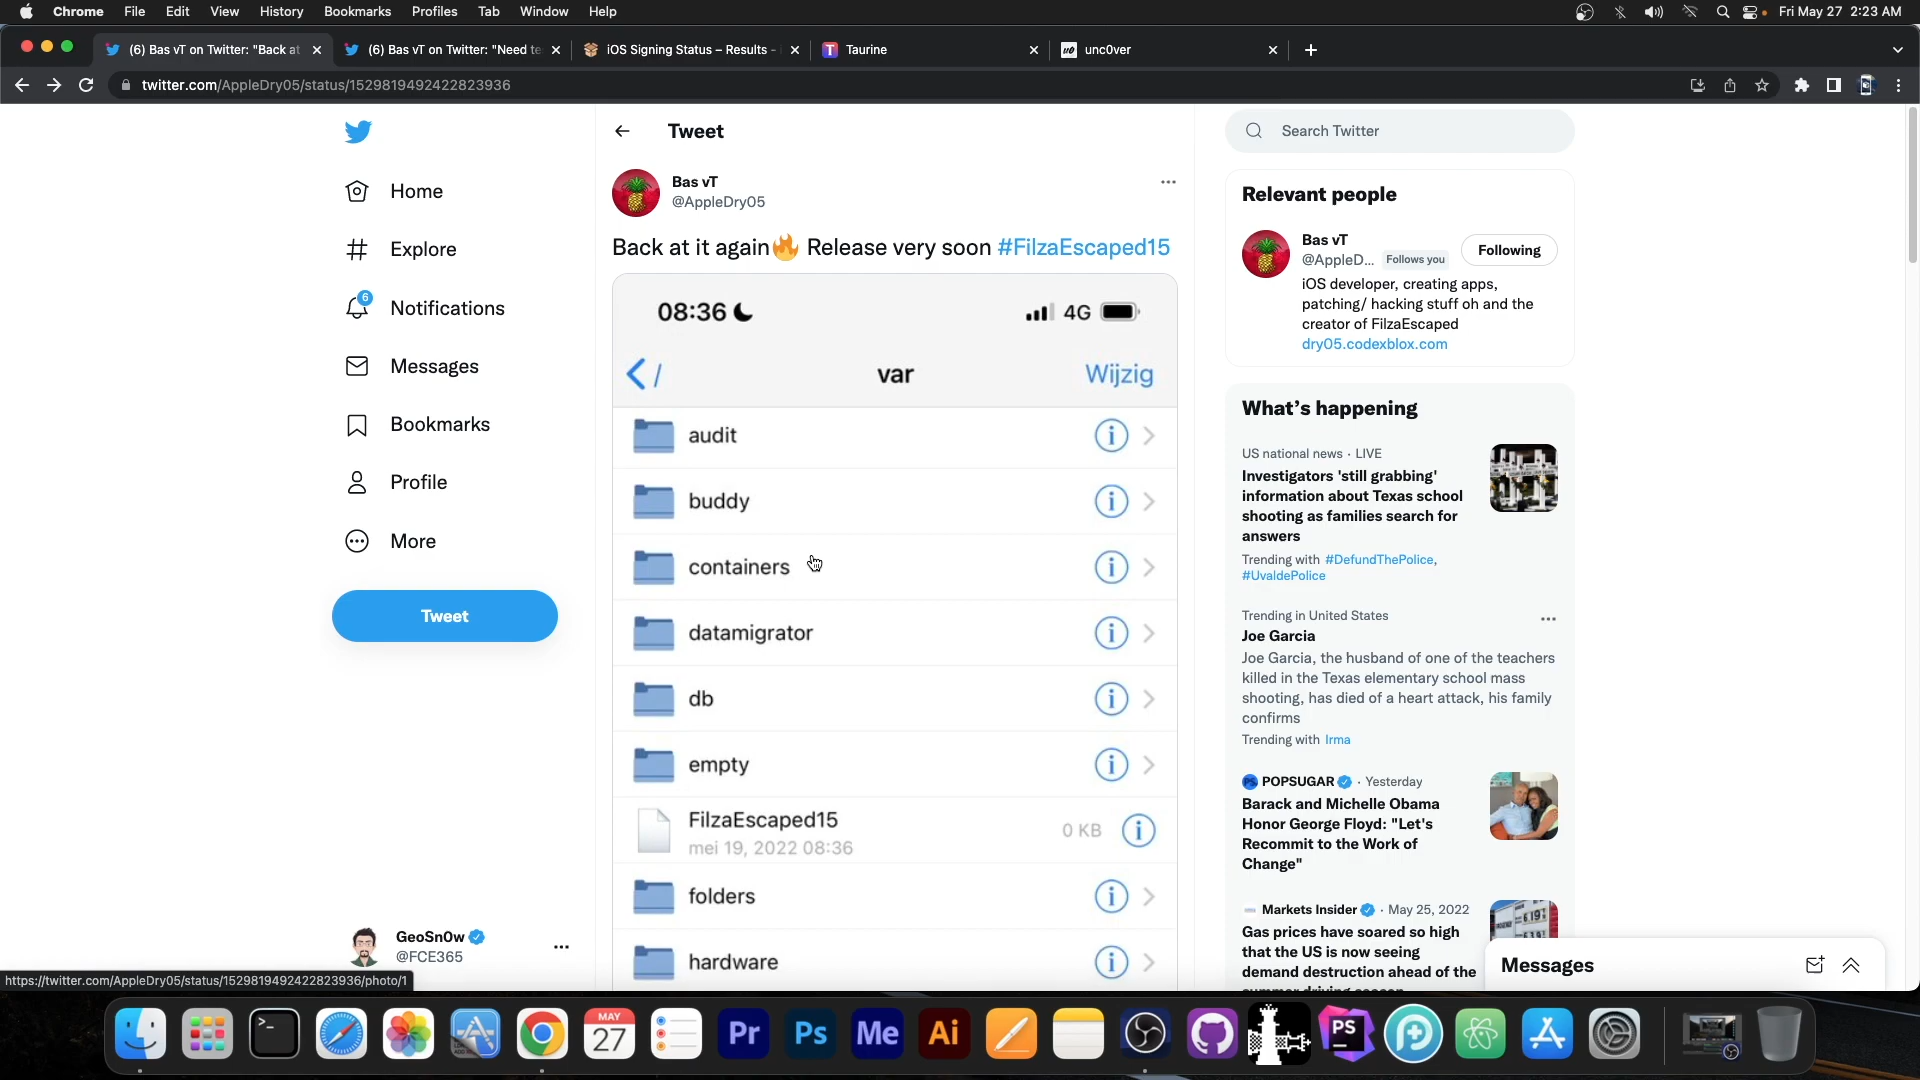 Chrome File Edit View History Bookmarks Profiles Tab Window Help Fri May 27 2:23 AM
(6) Bas vT on Twitter: "Back at
(6) Bas vT on Twitter: "Need te
iOS Signing Status – Results -
Taurine
unc0ver
twitter.com/AppleDry05/status/1529819492422823936
Home
Explore
6
Notifications
Messages
Bookmarks
Profile
More
Tweet
GeoSn0w
@FCE365
https://twitter.com/AppleDry05/status/1529819492422823936/photo/1
Tweet
Bas vT
@AppleDry05
Back at it again🔥 Release very soon #FilzaEscaped15
08:36 4G
/ var Wijzig
audit
buddy
containers
datamigrator
db
empty
FilzaEscaped15 0 KB
mei 19, 2022 08:36
folders
hardware
Search Twitter
Relevant people
Bas vT
@AppleD... Follows you
Following
iOS developer, creating apps,
patching/ hacking stuff oh and the
creator of FilzaEscaped
dry05.codexblox.com
What's happening
US national news · LIVE
Investigators 'still grabbing'
information about Texas school
shooting as families search for
answers
Trending with #DefundThePolice,
#UvaldePolice
Trending in United States
Joe Garcia
Joe Garcia, the husband of one of the teachers
killed in the Texas elementary school mass
shooting, has died of a heart attack, his family
confirms
Trending with Irma
POPSUGAR · Yesterday
Barack and Michelle Obama
Honor George Floyd: "Let's
Recommit to the Work of
Change"
Markets Insider · May 25, 2022
Gas prices have soared so high
that the US is now seeing
demand destruction ahead of the
Messages
MAY
27
Pr
Ps
Me
Ai
PS